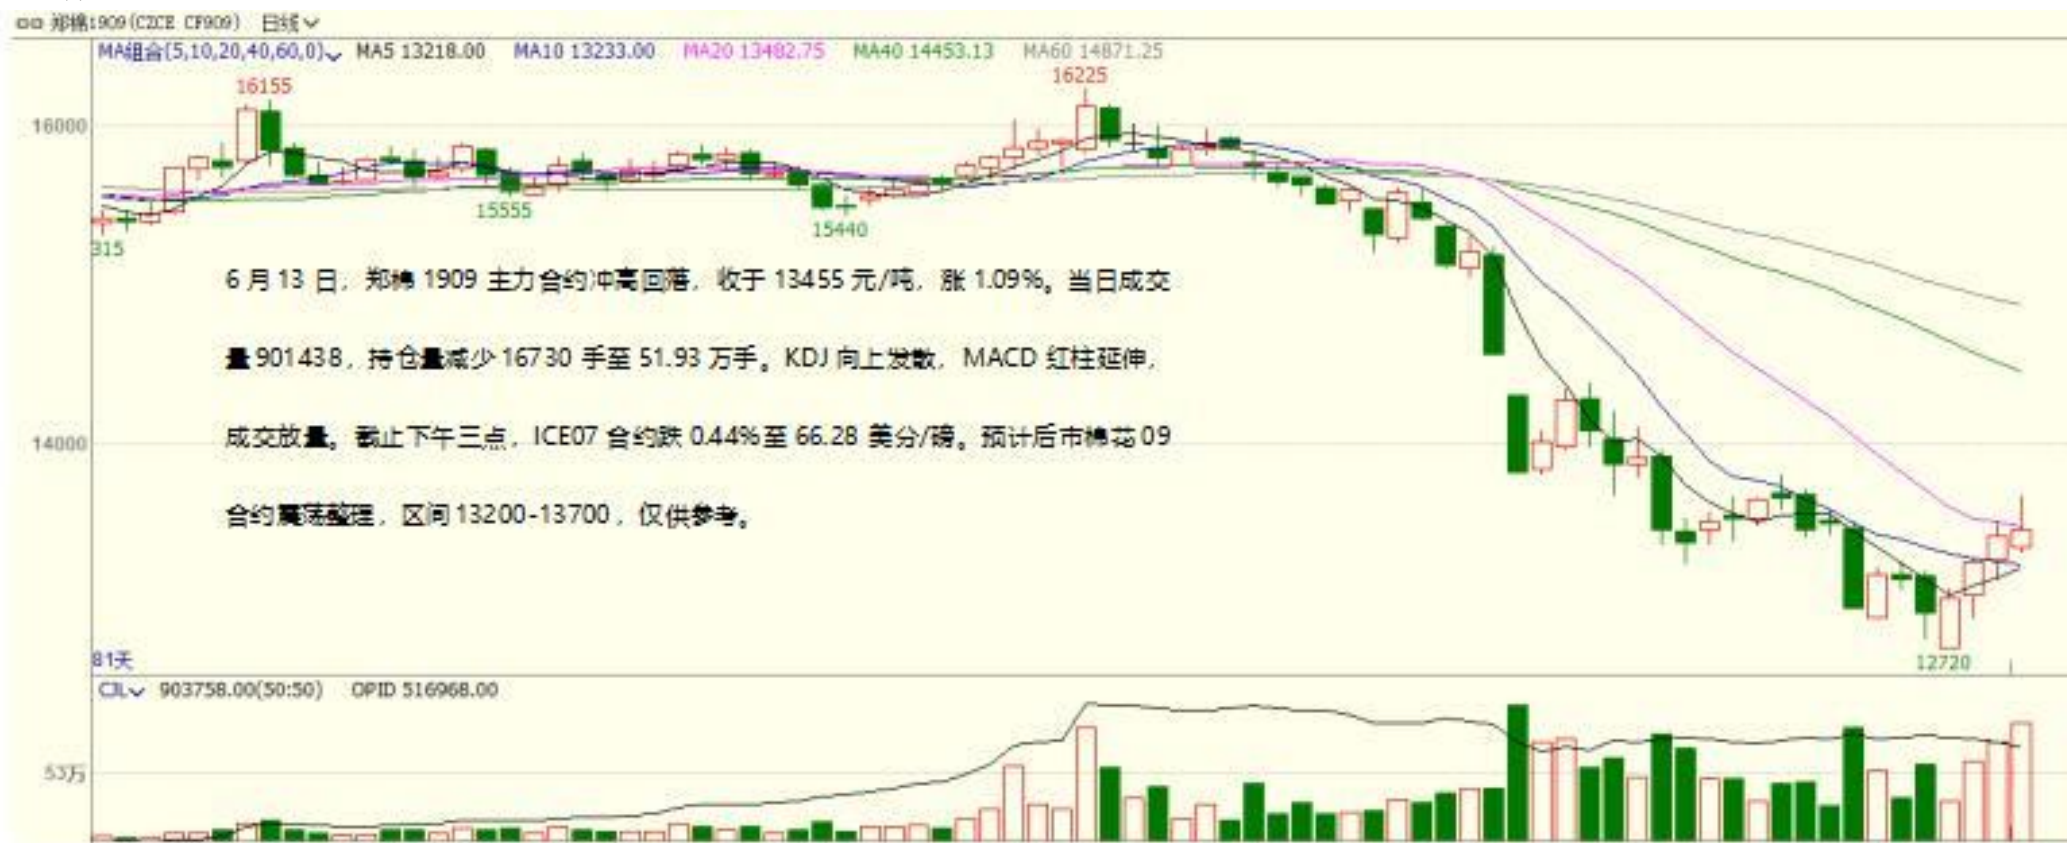 郑棉1909(CZCE CF909) 日线
MA组合(5,10,20,40,60,0) MA5 13218.00 MA10 13233.00 MA20 13482.75 MA40 14453.13 MA60 14871.25
16155
16225
16000
15555
15440
315
6 月 13 日，郑棉 1909 主力合约冲高回落，收于 13455 元/吨，涨 1.09%。当日成交
量 901438，持仓量减少 16730 手至 51.93 万手。KDJ 向上发散，MACD 红柱延伸，
成交放量。截止下午三点，ICE07 合约跌 0.44%至 66.28 美分/磅。预计后市棉花 09
14000
合约震荡整理，区间 13200-13700，仅供参考。
81天
12720
CJL 903758.00(50:50) OPID 516968.00
53万